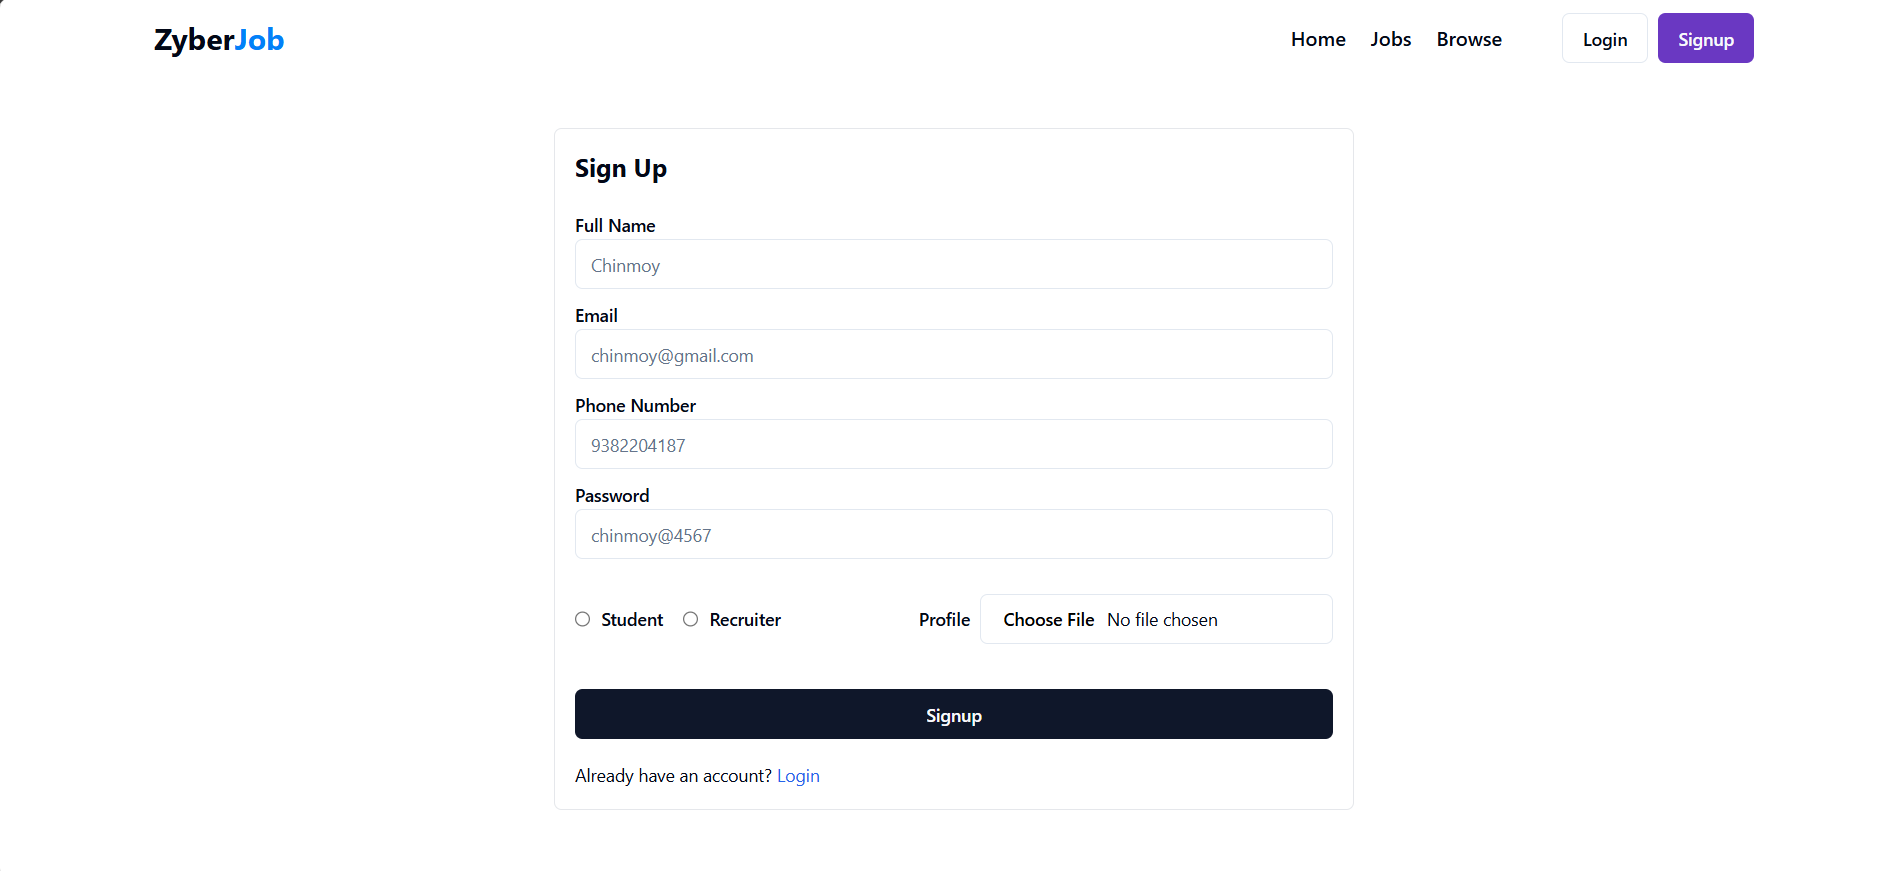 ZyberJob
Home Jobs Browse Login Signup
Sign Up
Full Name
Chinmoy
Email
chinmoy@gmail.com
Phone Number
9382204187
Password
chinmoy@4567
Student Recruiter Profile Choose File No file chosen
Signup
Already have an account? Login